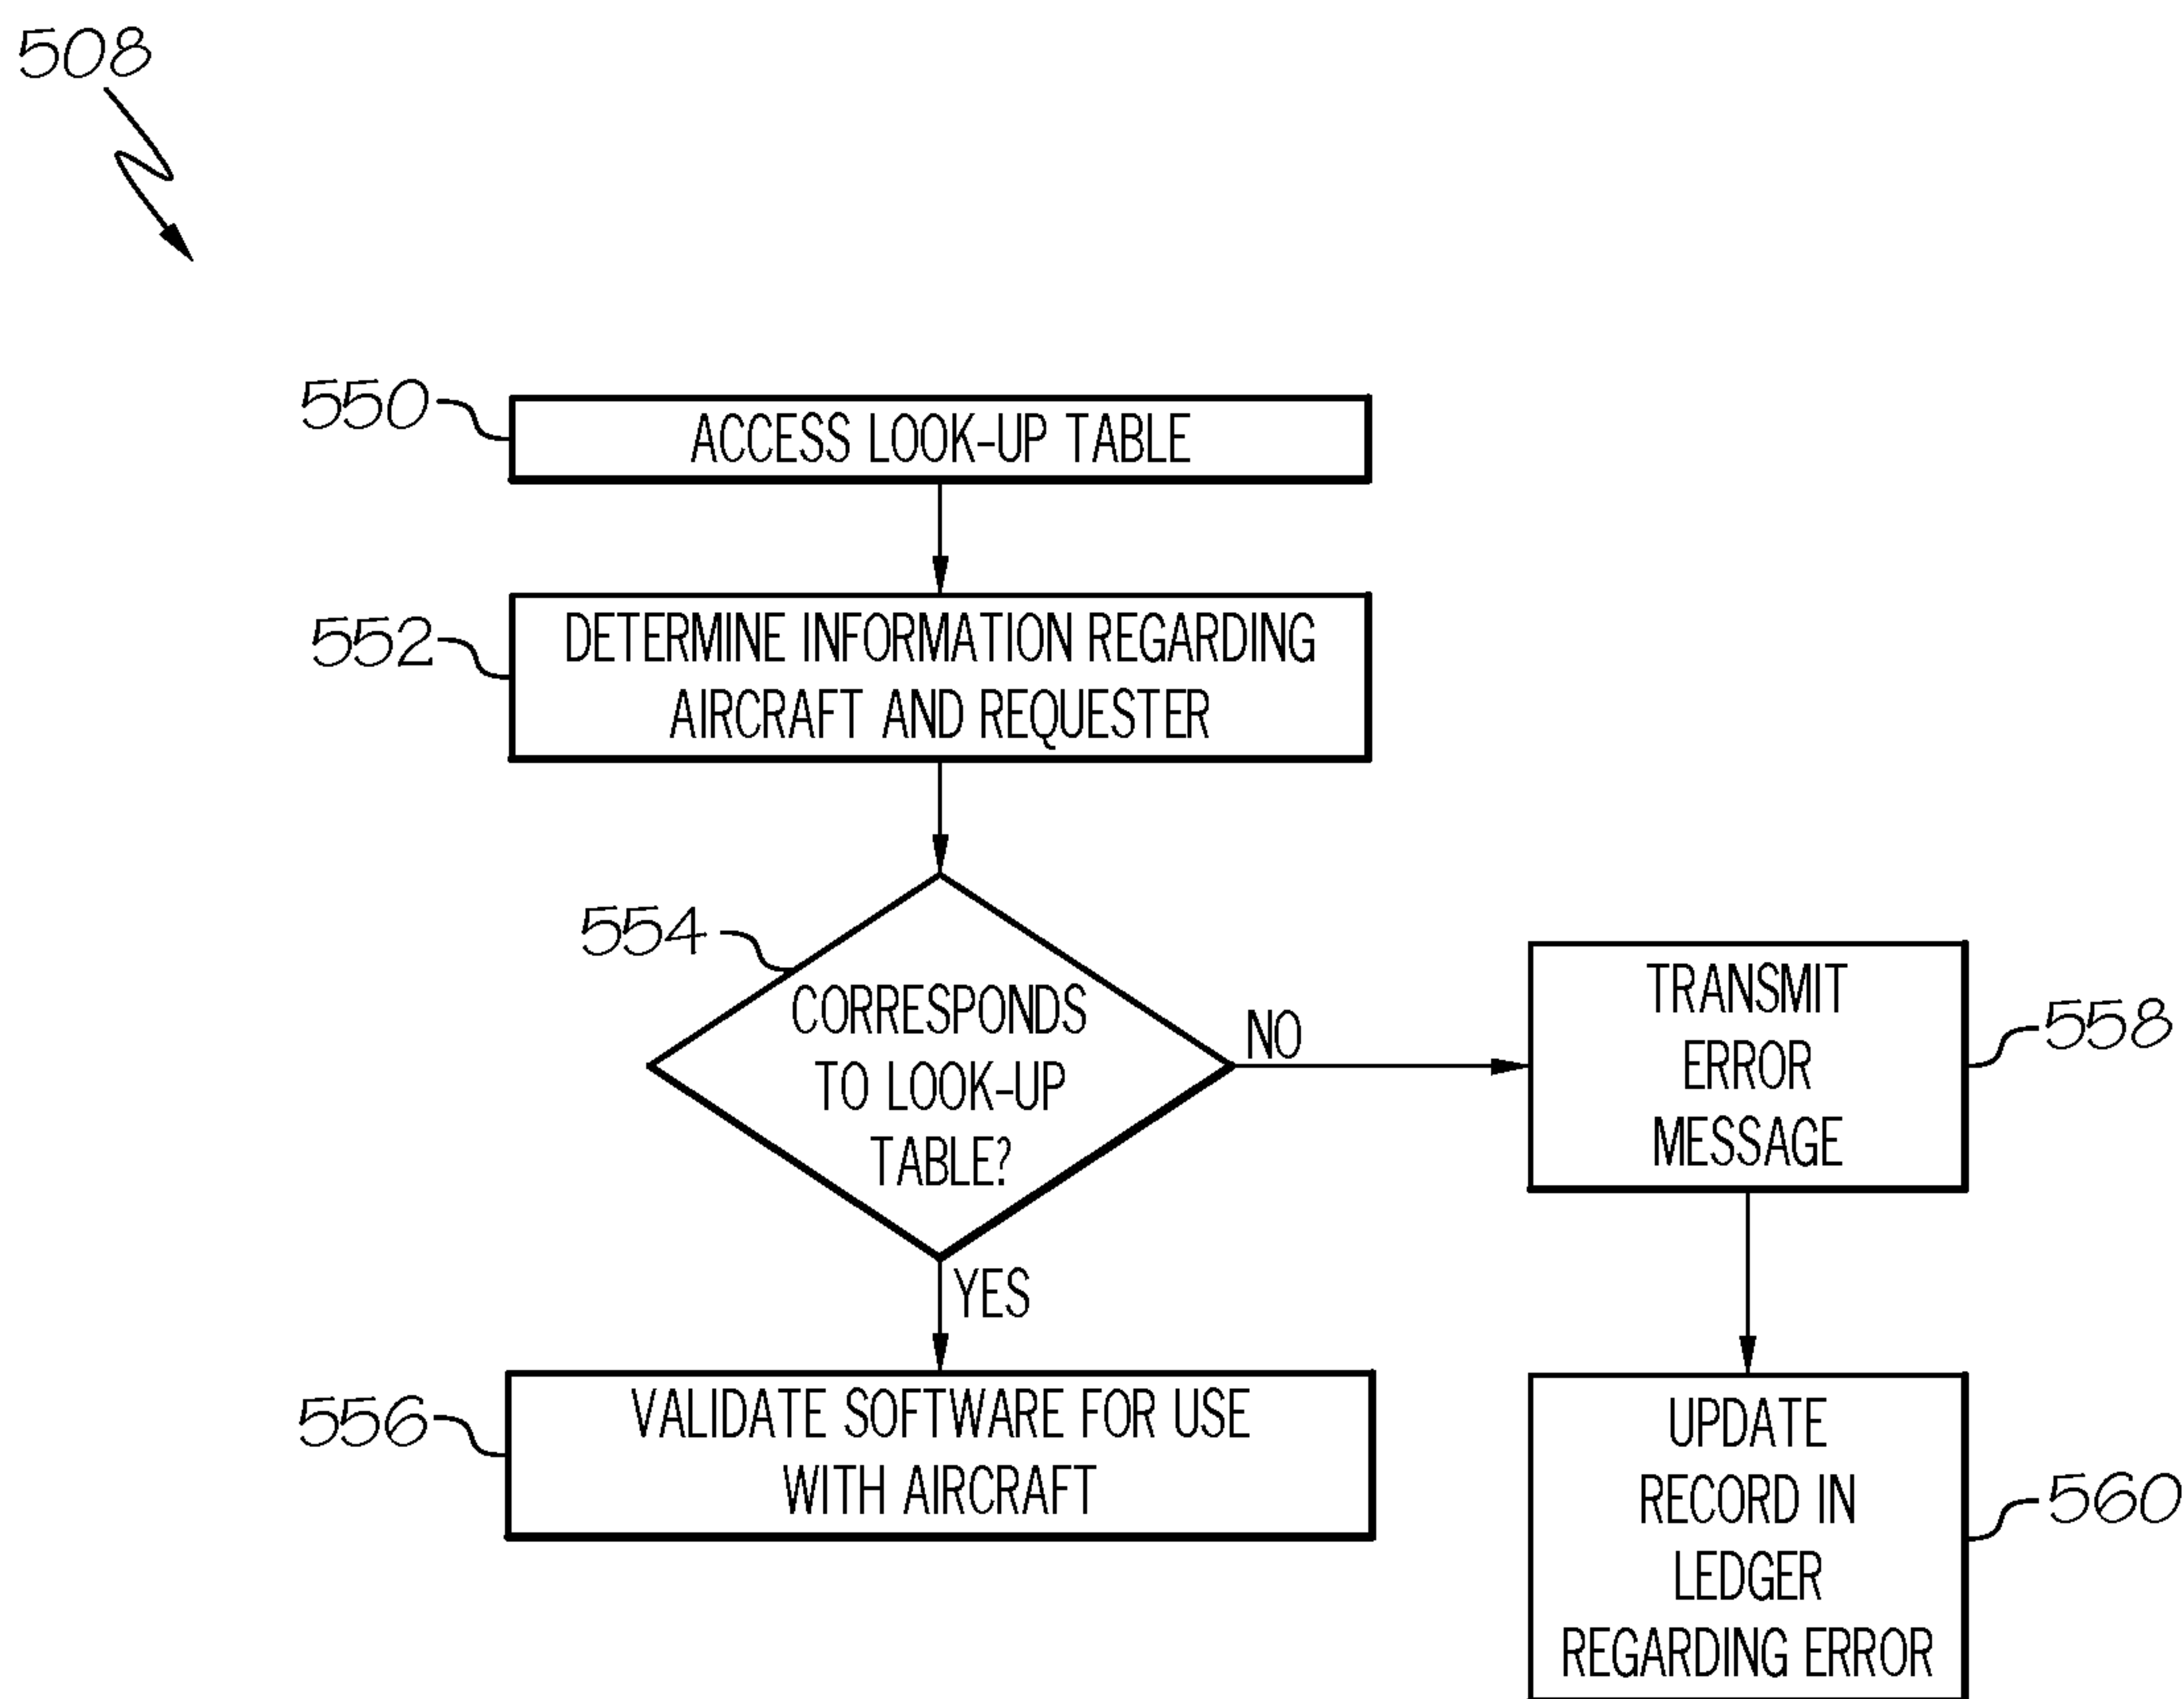 508
550
ACCESS LOOK-UP TABLE
552
DETERMINE INFORMATION REGARDING
AIRCRAFT AND REQUESTER
554
CORRESPONDS
TO LOOK-UP
TABLE?
NO
YES
TRANSMIT
ERROR
MESSAGE
558
556
VALIDATE SOFTWARE FOR USE
WITH AIRCRAFT
UPDATE
RECORD IN
LEDGER
REGARDING ERROR
560